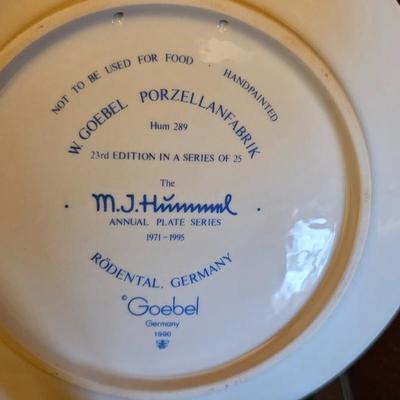 NOT TO BE USED FOR FOOD HANDPAINTED
W. GOEBEL PORZELLANFABRIK
Hum 289
23rd EDITION IN A SERIES OF 25
The
· M.J. Hummel ·
ANNUAL PLATE SERIES
1971-1995
RÖDENTAL, GERMANY
©Goebel
Germany
1990